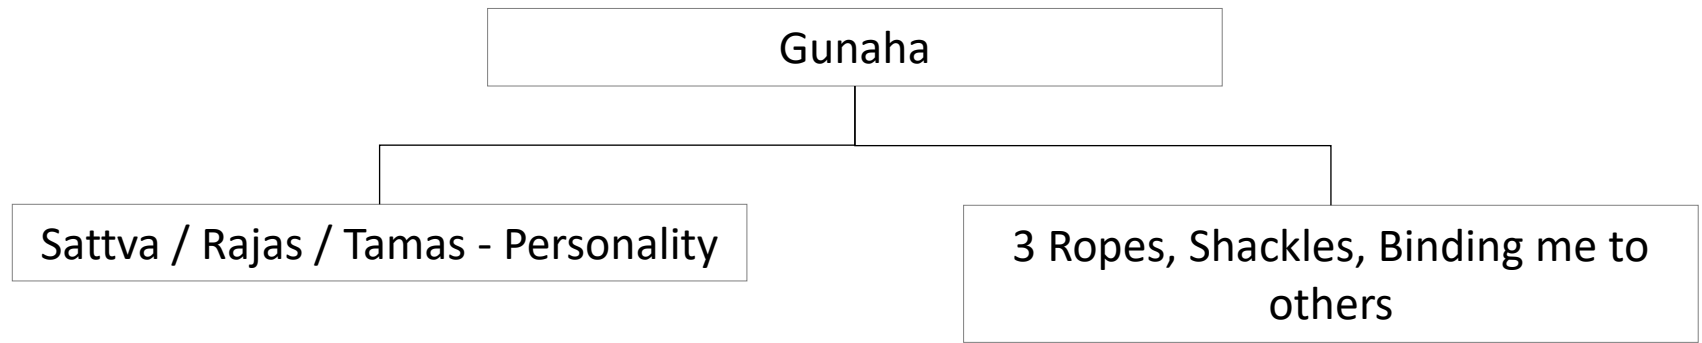 Gunaha
Sattva / Rajas / Tamas - Personality
3 Ropes, Shackles, Binding me to
others